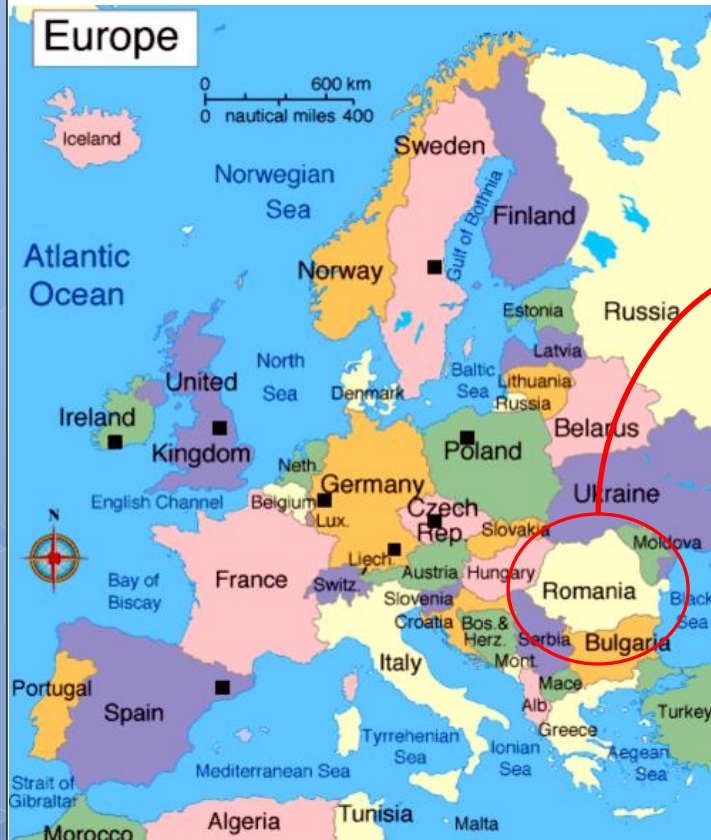 Europe
0 600 km
0 nautical miles 400
Iceland
Norwegian
Sea
Sweden
Gulf of Bothnia
Finland
Atlantic
Ocean
Norway
Russia
Estonia
North
Sea
Latvia
Baltic
Sea
Lithuania
Russia
Denmark
United
Kingdom
Ireland
Belarus
Poland
Neth.
Germany
Ukraine
English Channel
Belgium
Lux.
Czech
Rep.
Slovakia
N
Moldova
Liech.
Bay of
Biscay
France
Switz.
Austria
Hungary
Romania
Black
Sea
Slovenia
Croatia
Bos.&
Herz.
Serbia
Bulgaria
Italy
Mont.
Portugal
Spain
Mace.
Alb.
Turkey
Greece
Tyrrehenian
Sea
Ionian
Sea
Aegean
Sea
Mediterranean Sea
Strait of
Gibraltar
Morocco
Algeria
Tunisia
Malta